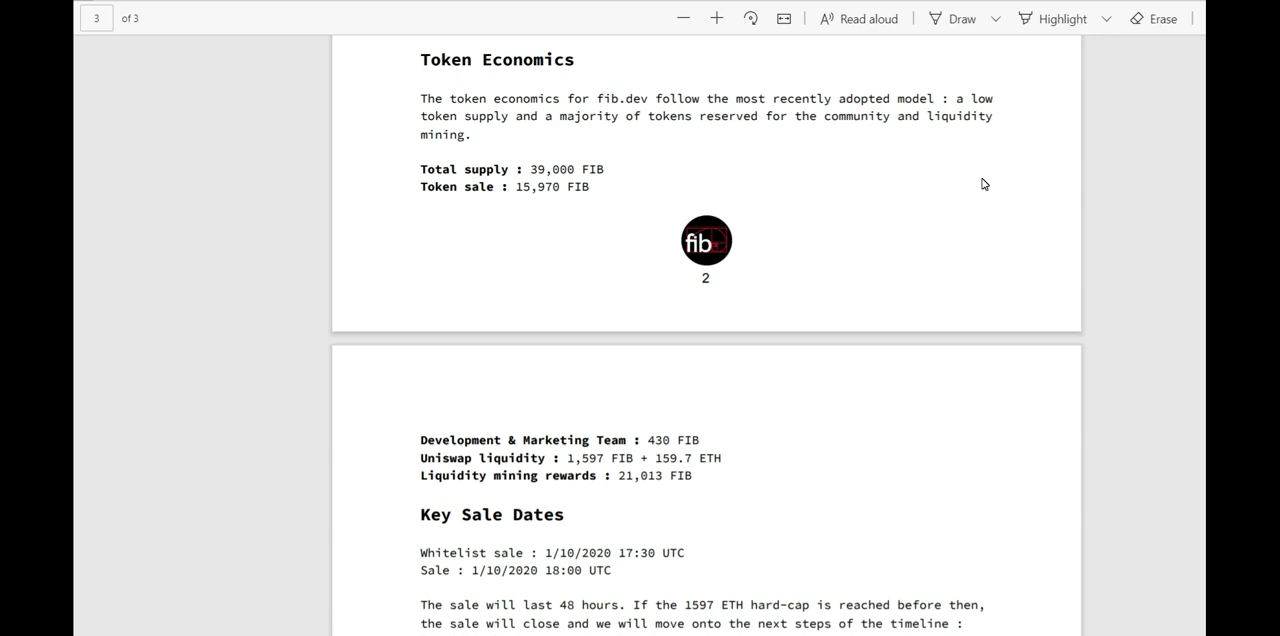 3 of 3 Read aloud Draw Highlight Erase
Token Economics
The token economics for fib.dev follow the most recently adopted model : a low
token supply and a majority of tokens reserved for the community and liquidity
mining.
Total supply : 39,000 FIB
Token sale : 15,970 FIB
fib
2
Development & Marketing Team : 430 FIB
Uniswap liquidity : 1,597 FIB + 159.7 ETH
Liquidity mining rewards : 21,013 FIB
Key Sale Dates
Whitelist sale : 1/10/2020 17:30 UTC
Sale : 1/10/2020 18:00 UTC
The sale will last 48 hours. If the 1597 ETH hard-cap is reached before then,
the sale will close and we will move onto the next steps of the timeline :